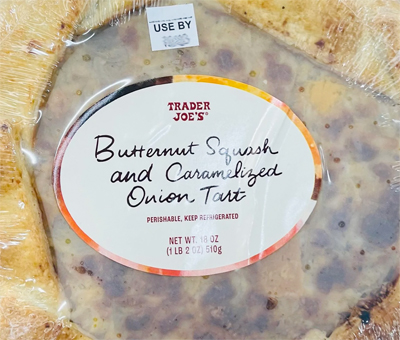 USE BY
TRADER
JOE'S®
Butternut Squash
and Caramelized
Onion Tart
PERISHABLE, KEEP REFRIGERATED
NET WT. 18 OZ
(1 LB 2 OZ) 510g